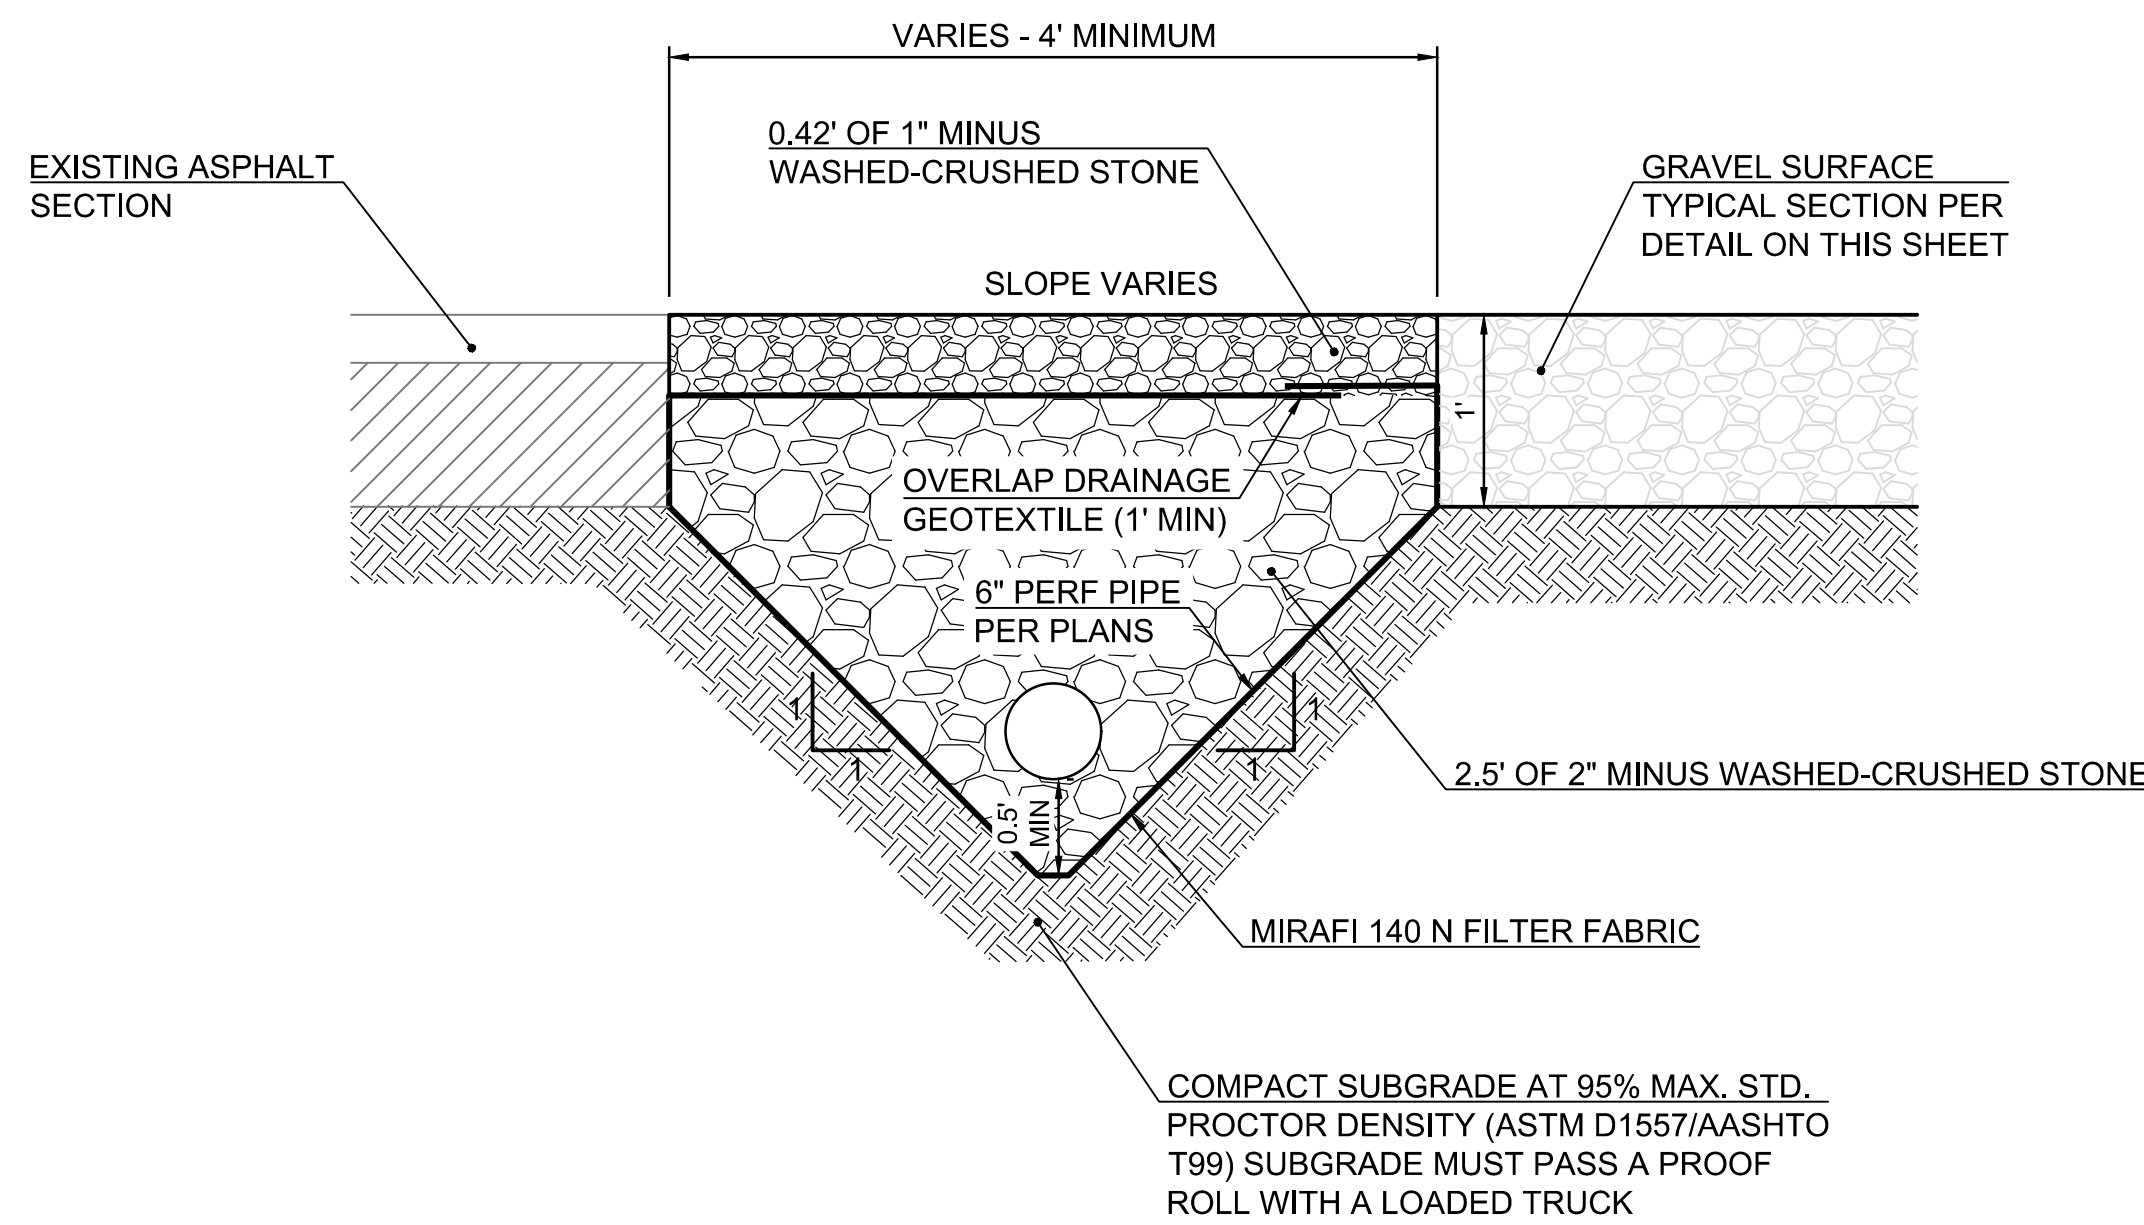 VARIES - 4' MINIMUM
0.42' OF 1" MINUS
WASHED-CRUSHED STONE
EXISTING ASPHALT
SECTION
GRAVEL SURFACE
TYPICAL SECTION PER
DETAIL ON THIS SHEET
SLOPE VARIES
1'
OVERLAP DRAINAGE
GEOTEXTILE (1' MIN)
6" PERF PIPE
PER PLANS
1
1
1
1
2.5' OF 2" MINUS WASHED-CRUSHED STONE
0.5'
MIN
MIRAFI 140 N FILTER FABRIC
COMPACT SUBGRADE AT 95% MAX. STD.
PROCTOR DENSITY (ASTM D1557/AASHTO
T99) SUBGRADE MUST PASS A PROOF
ROLL WITH A LOADED TRUCK